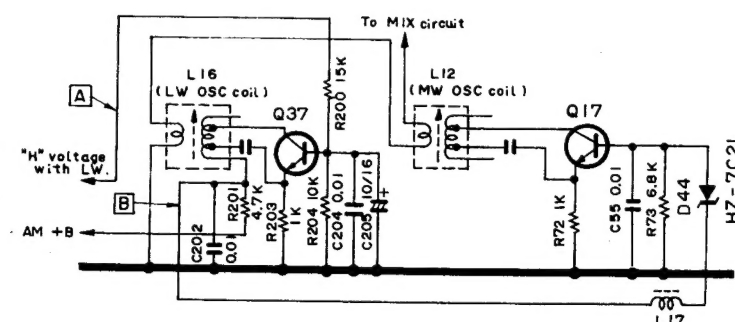 To MIX circuit
A
L16
(LW OSC coil)
Q37
R200 15K
L12
(MW OSC coil)
Q17
"H" voltage
with LW.
B
AM +B
C202
0.01
R201
4.7K
R203
1K
R204 10K
C204 0.01
C205 10/16
+
R72 1K
C55 0.01
R73 6.8K
D44
HZ-7C2L
L17